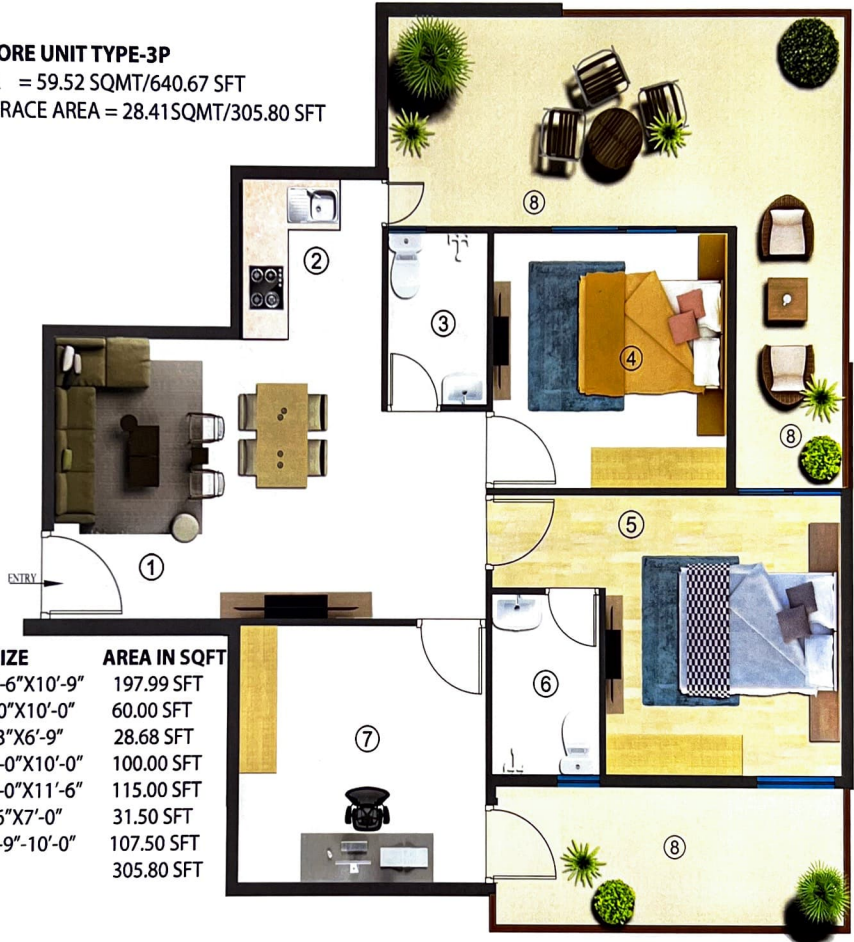 ORE UNIT TYPE-3P
= 59.52 SQMT/640.67 SFT
RACE AREA = 28.41SQMT/305.80 SFT
8
2
3
4
8
5
1
ENTRY
IZE AREA IN SQFT
-6"X10'-9" 197.99 SFT
0"X10'-0" 60.00 SFT
"X6'-9" 28.68 SFT
-0"X10'-0" 100.00 SFT
-0"X11'-6" 115.00 SFT
"X7'-0" 31.50 SFT
-9"-10'-0" 107.50 SFT
305.80 SFT
6
7
8